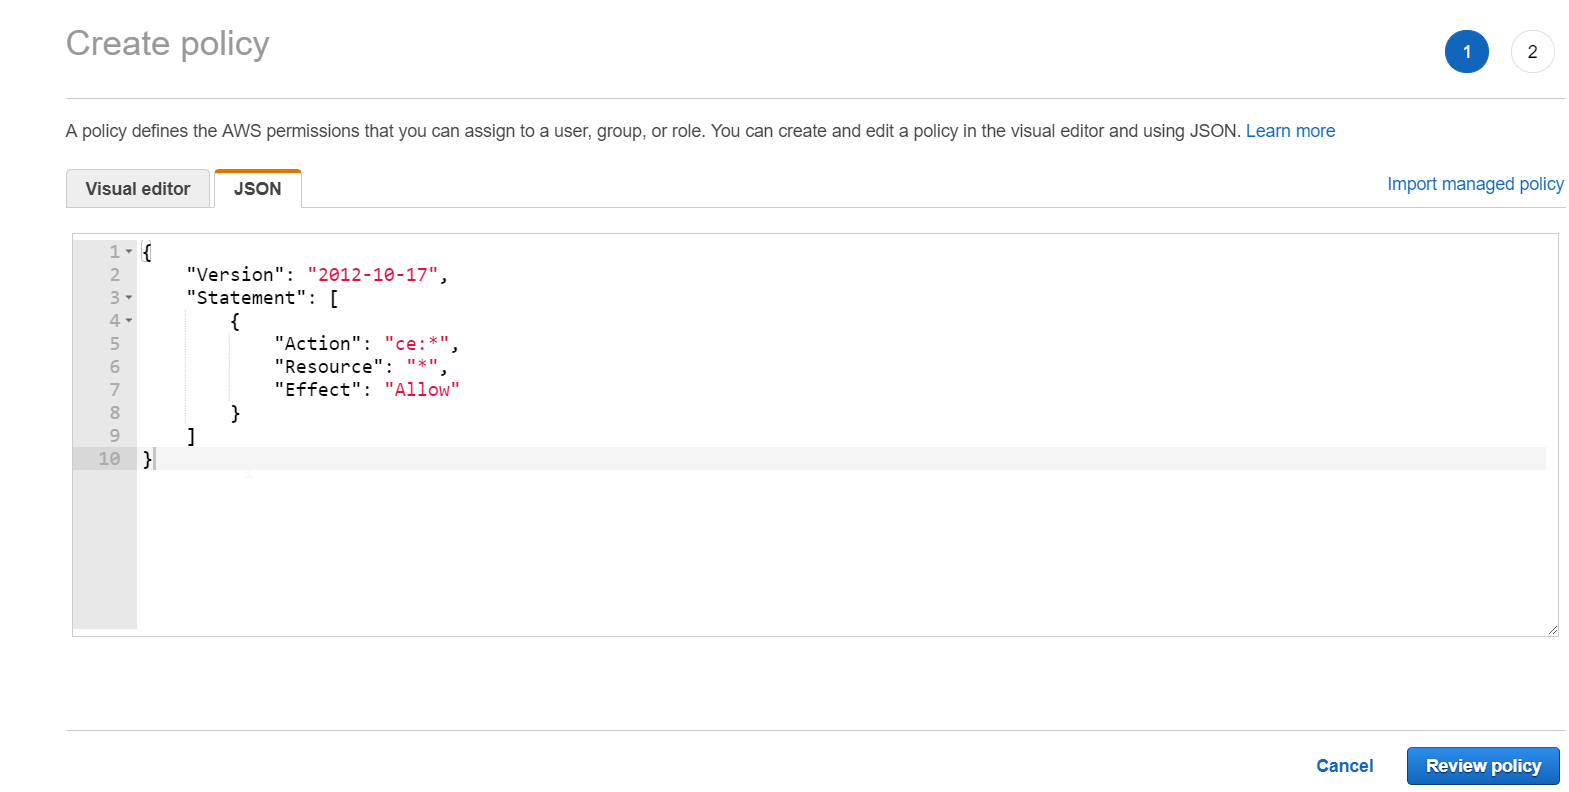 Create policy
1
2
A policy defines the AWS permissions that you can assign to a user, group, or role. You can create and edit a policy in the visual editor and using JSON. Learn more
Visual editor
JSON
Import managed policy
1 {
2     "Version": "2012-10-17",
3     "Statement": [
4         {
5             "Action": "ce:*",
6             "Resource": "*",
7             "Effect": "Allow"
8         }
9     ]
10 }
Cancel
Review policy